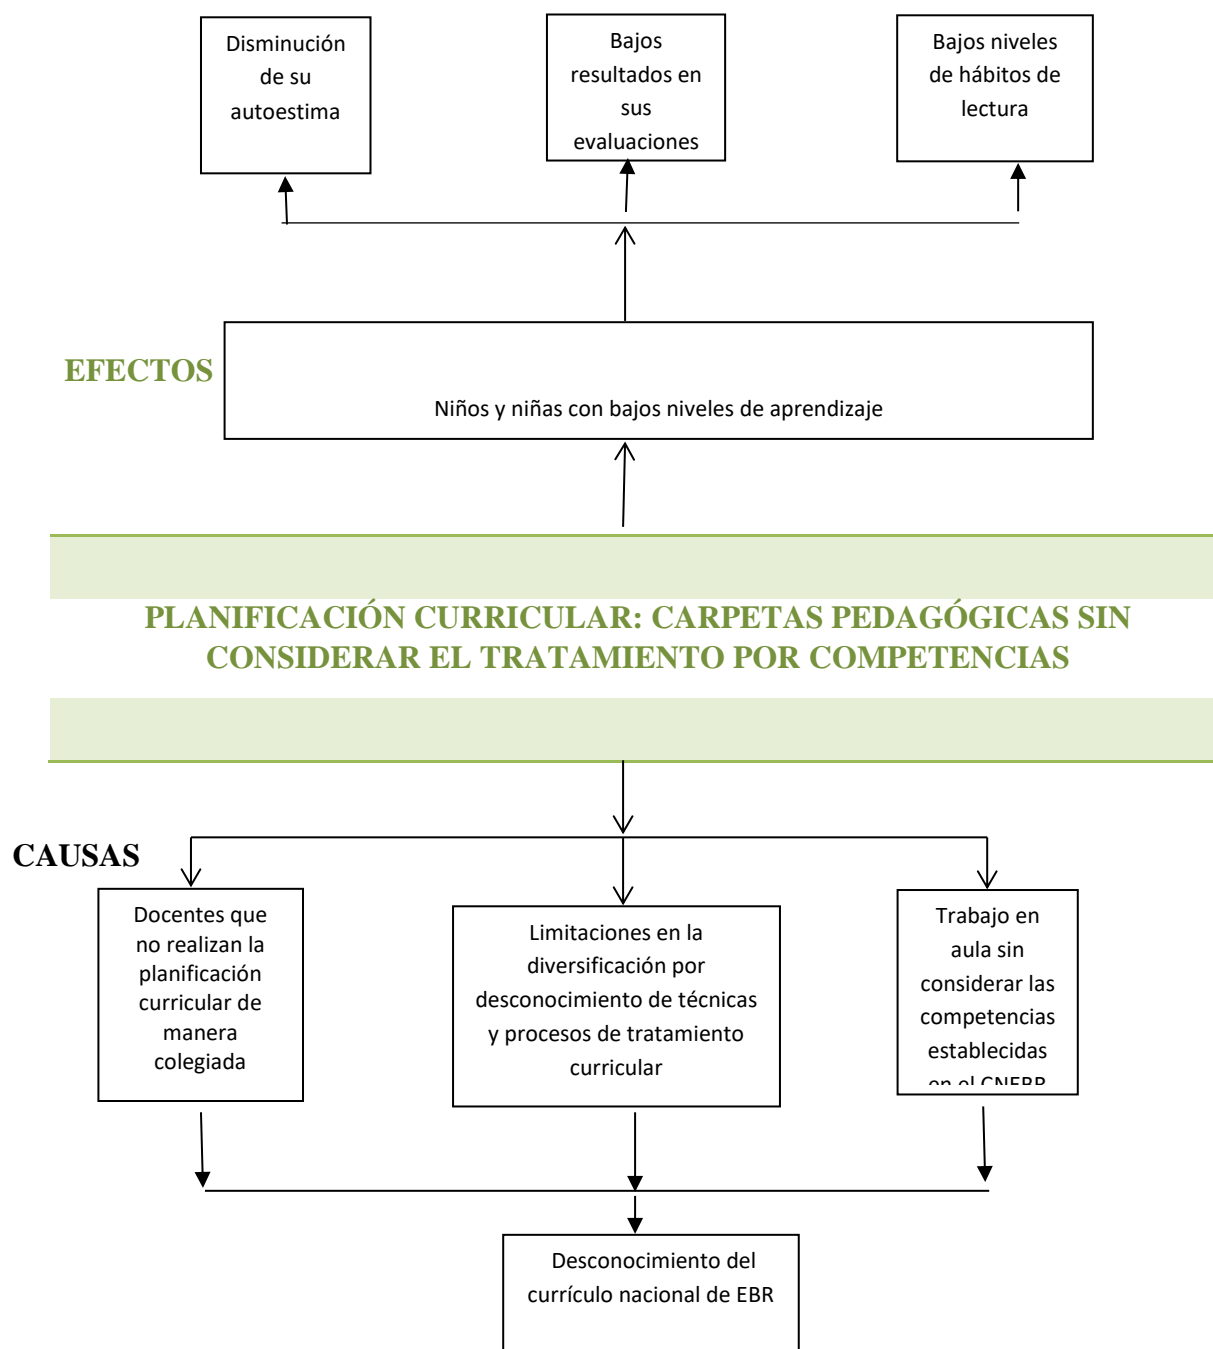 Disminución
de su
autoestima
Bajos
resultados en
sus
evaluaciones
Bajos niveles
de hábitos de
lectura
EFECTOS
Niños y niñas con bajos niveles de aprendizaje
PLANIFICACIÓN CURRICULAR: CARPETAS PEDAGÓGICAS SIN
CONSIDERAR EL TRATAMIENTO POR COMPETENCIAS
CAUSAS
Docentes que
no realizan la
planificación
curricular de
manera
colegiada
Limitaciones en la
diversificación por
desconocimiento de técnicas
y procesos de tratamiento
curricular
Trabajo en
aula sin
considerar las
competencias
establecidas
en el CNEBR
Desconocimiento del
currículo nacional de EBR